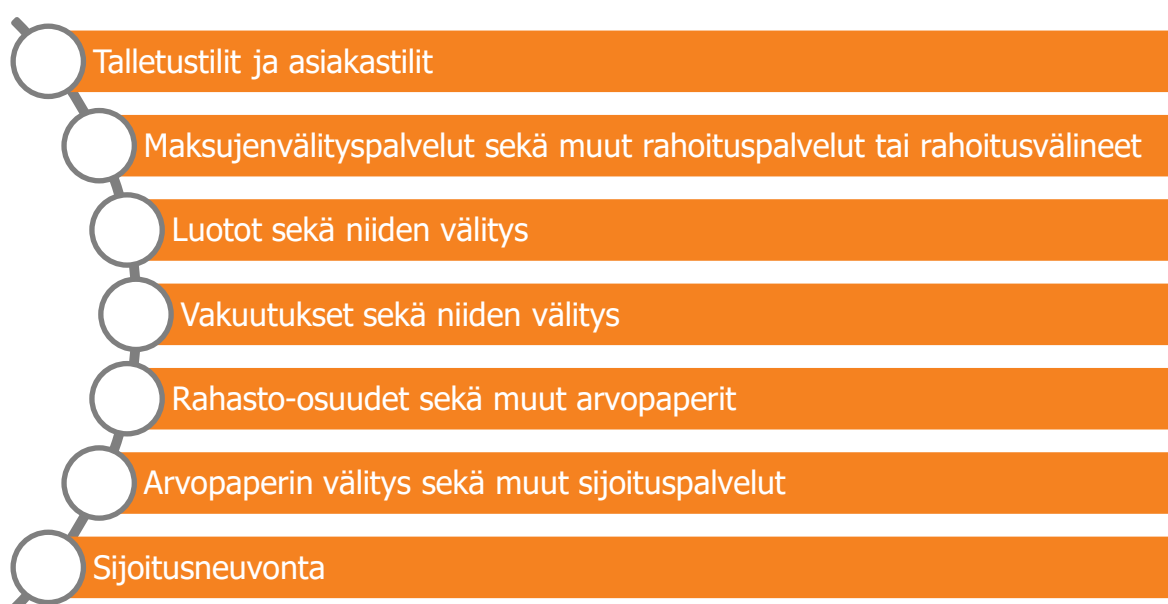 Talletustilit ja asiakastilit
Maksujenvälityspalvelut sekä muut rahoituspalvelut tai rahoitusvälineet
Luotot sekä niiden välitys
Vakuutukset sekä niiden välitys
Rahasto-osuudet sekä muut arvopaperit
Arvopaperin välitys sekä muut sijoituspalvelut
Sijoitusneuvonta